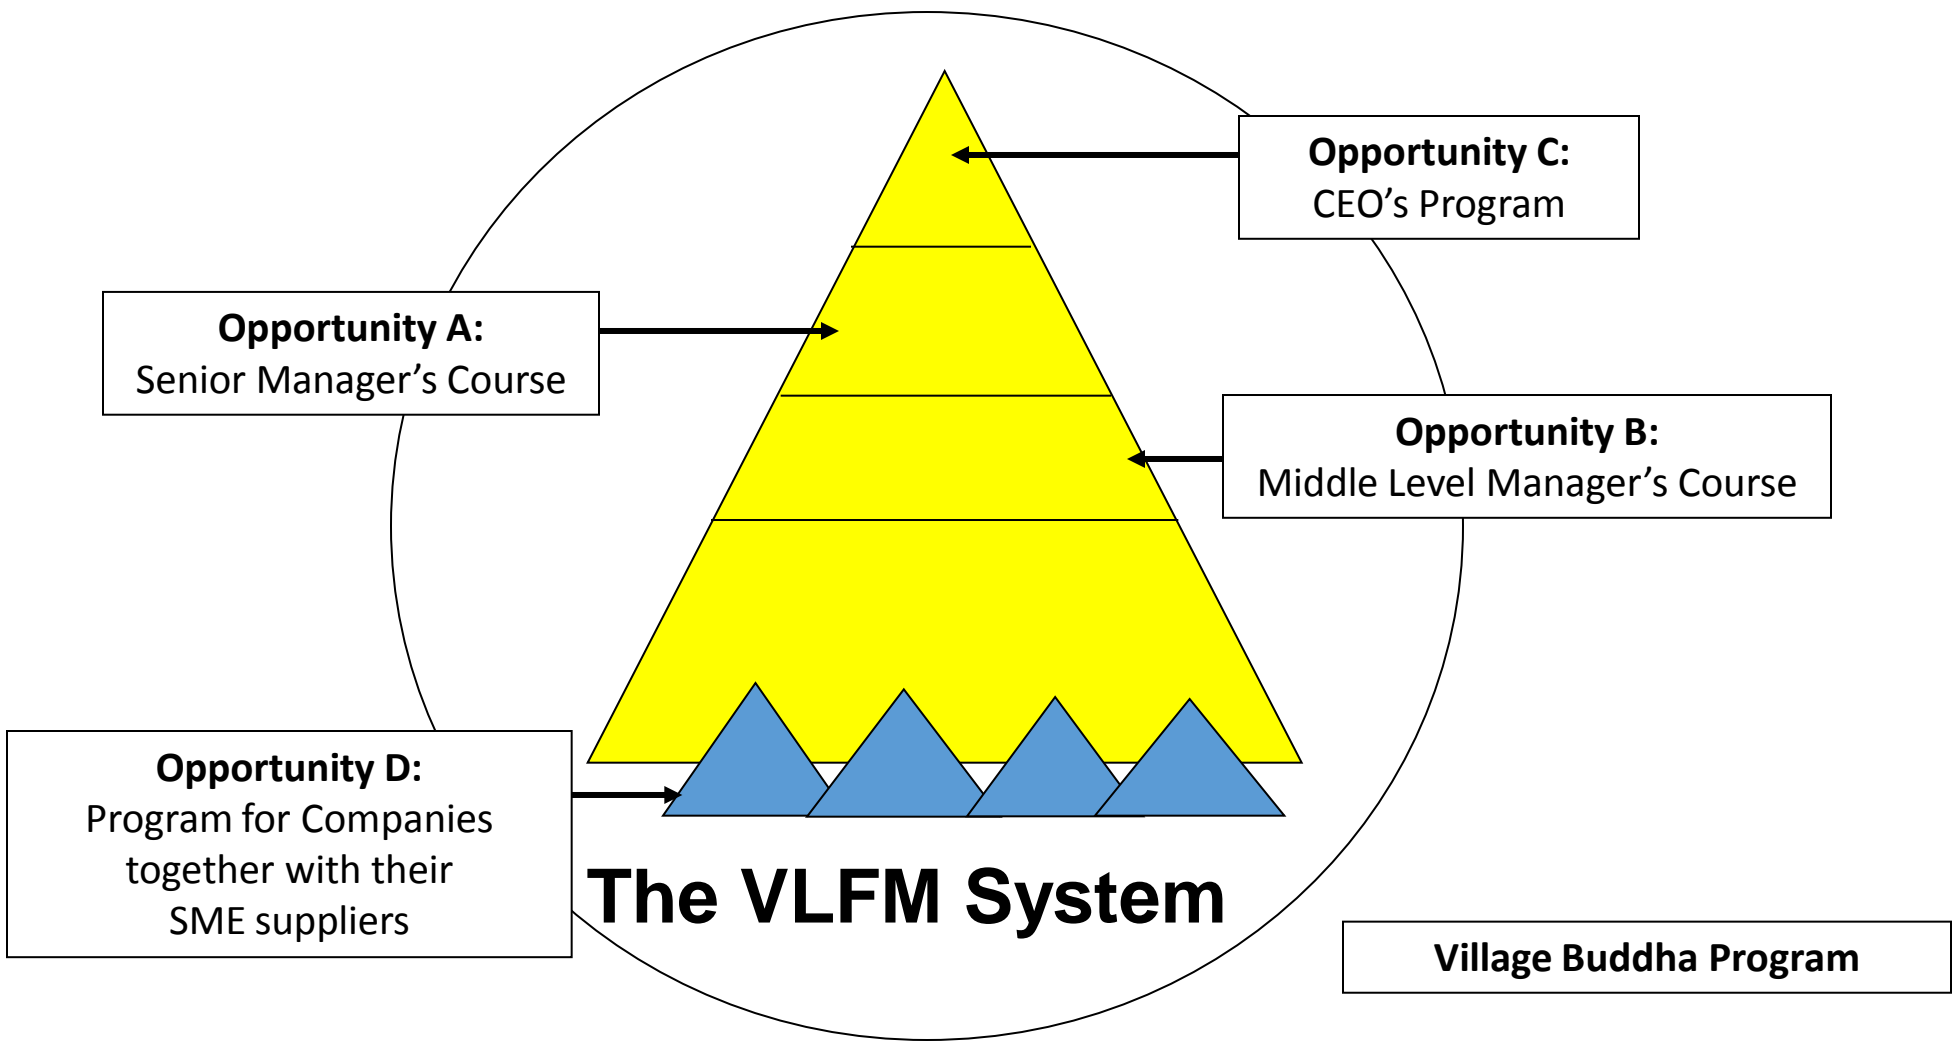 Opportunity C:
CEO’s Program
Opportunity A:
Senior Manager’s Course
Opportunity B:
Middle Level Manager’s Course
Opportunity D:
Program for Companies
together with their
SME suppliers
The VLFM System
Village Buddha Program